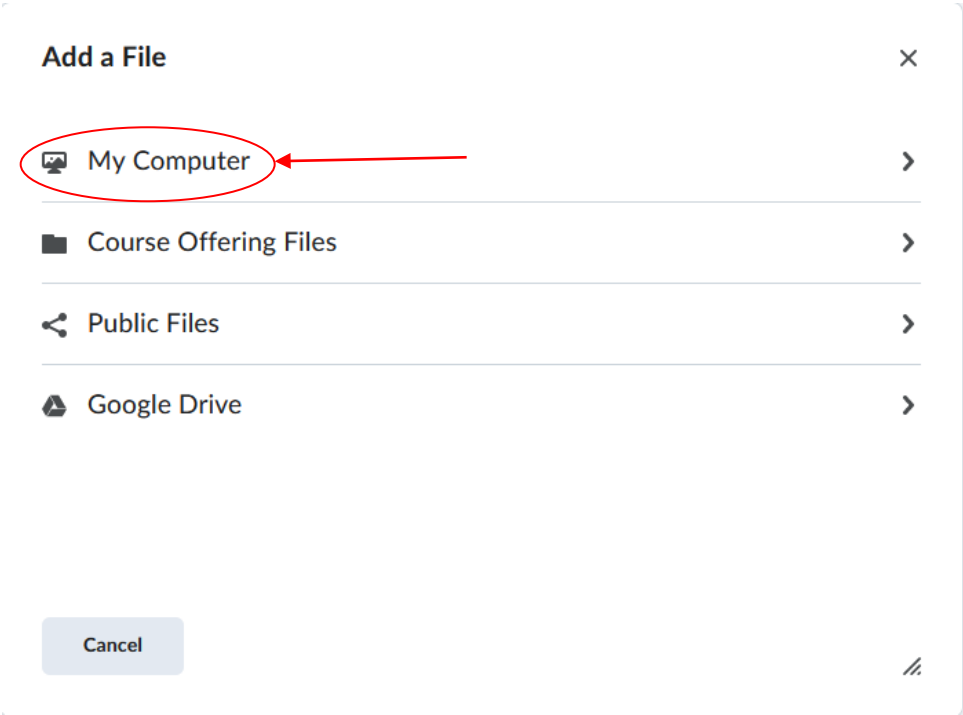 Add a File
My Computer
Course Offering Files
Public Files
Google Drive
Cancel